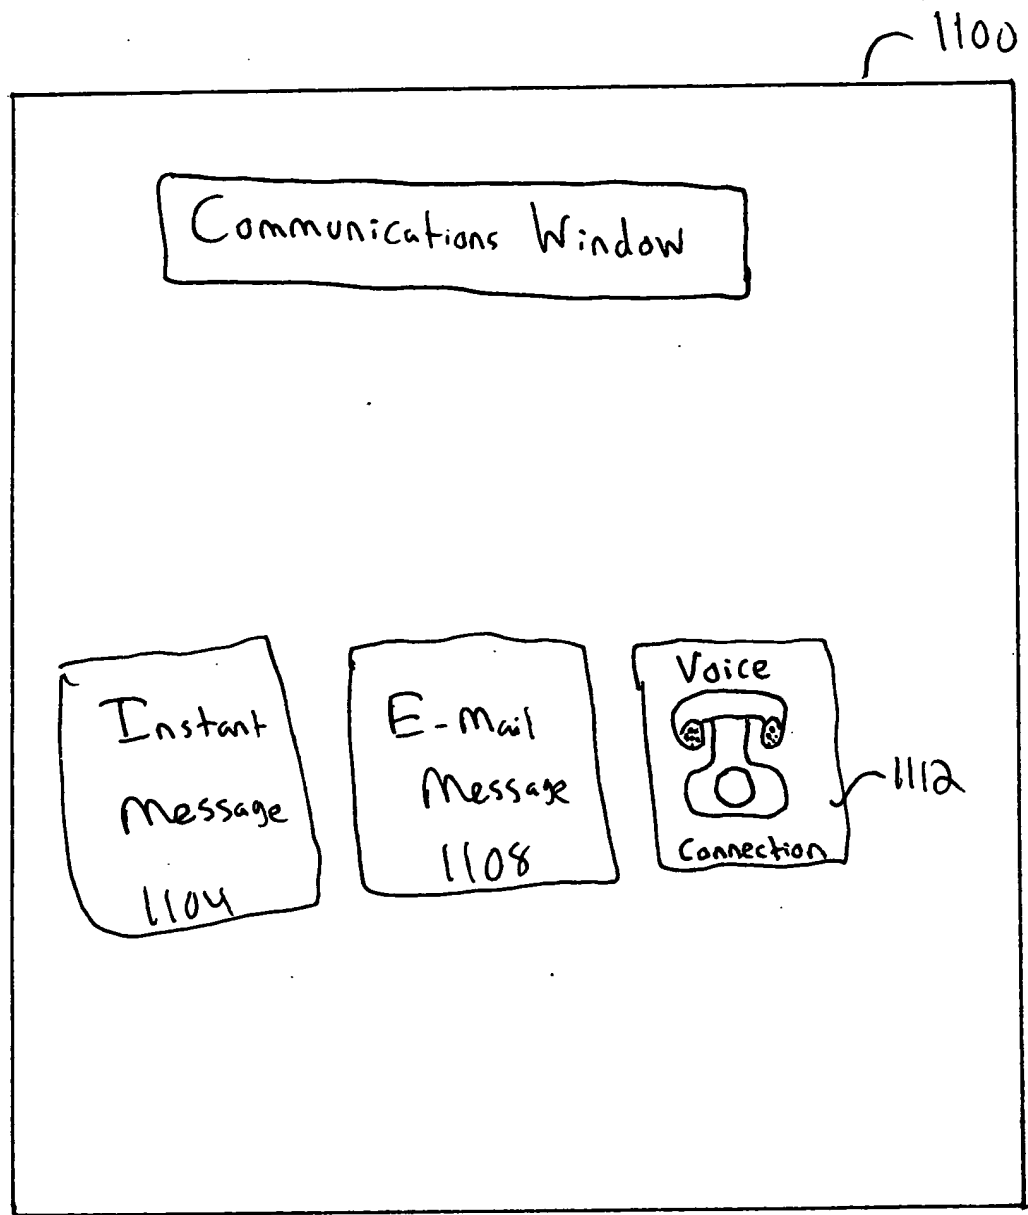 1100
Communications Window
Instant
Message
1104
E-Mail
Message
1108
Voice
Connection
1112